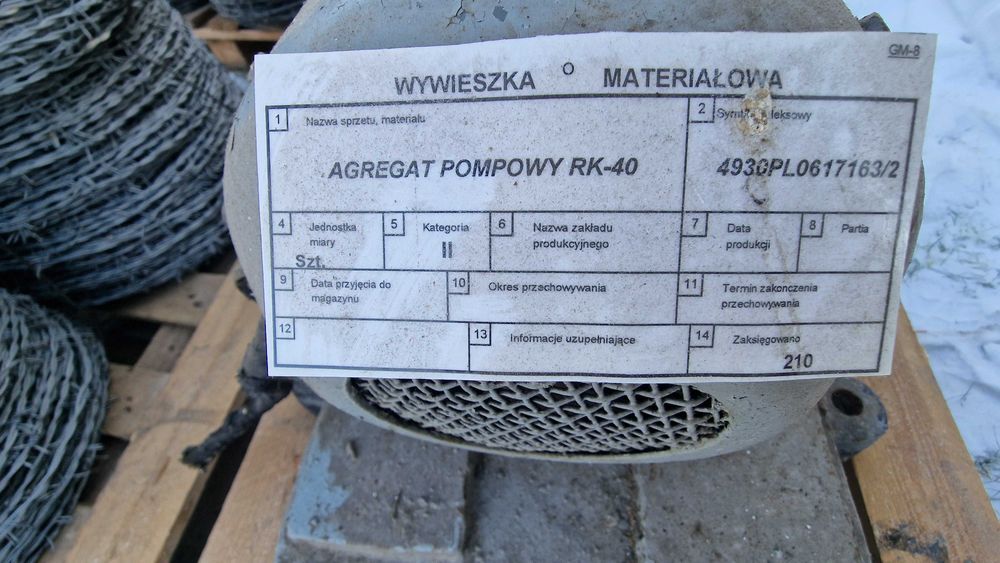 GM-8
WYWIESZKA O MATERIAŁOWA
1 Nazwa sprzętu, materiału
AGREGAT POMPOWY RK-40
2
4930PL0617163/2
4 Jednostka
miary
Szt.
5 Kategoria
II
6 Nazwa zakładu
produkcyjnego
7 Data
produkcji
8 Partia
9 Data przyjęcia do
magazynu
10 Okres przechowywania
11 Termin zakończenia
przechowywania
12
13 Informacje uzupełniające
14 Zaksięgowano
210